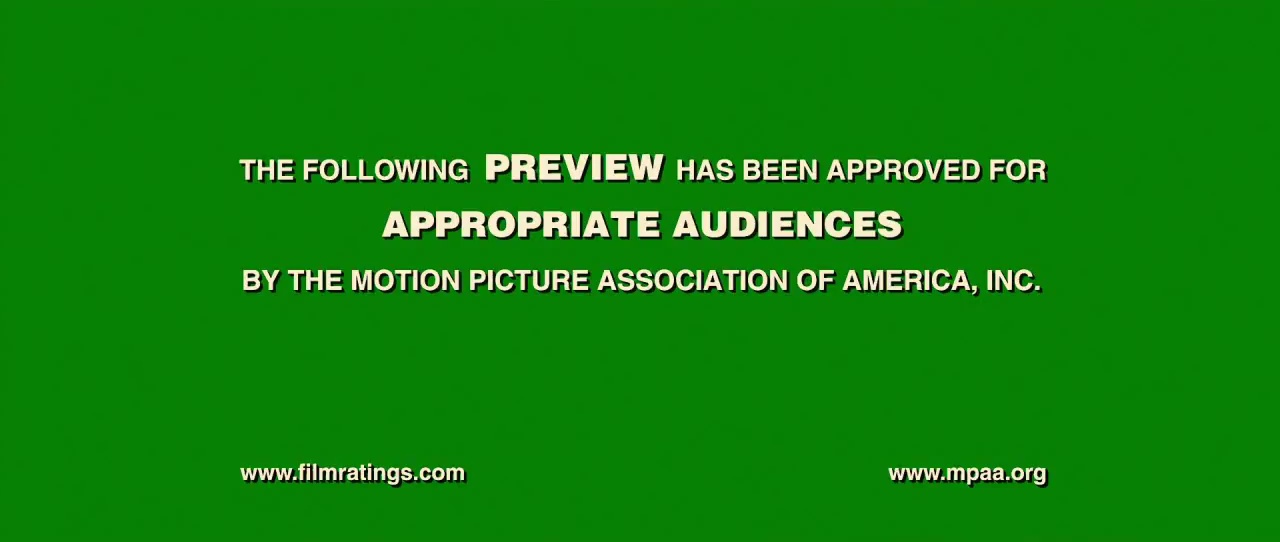 THE FOLLOWING PREVIEW HAS BEEN APPROVED FOR
APPROPRIATE AUDIENCES
BY THE MOTION PICTURE ASSOCIATION OF AMERICA, INC.
www.filmratings.com
www.mpaa.org